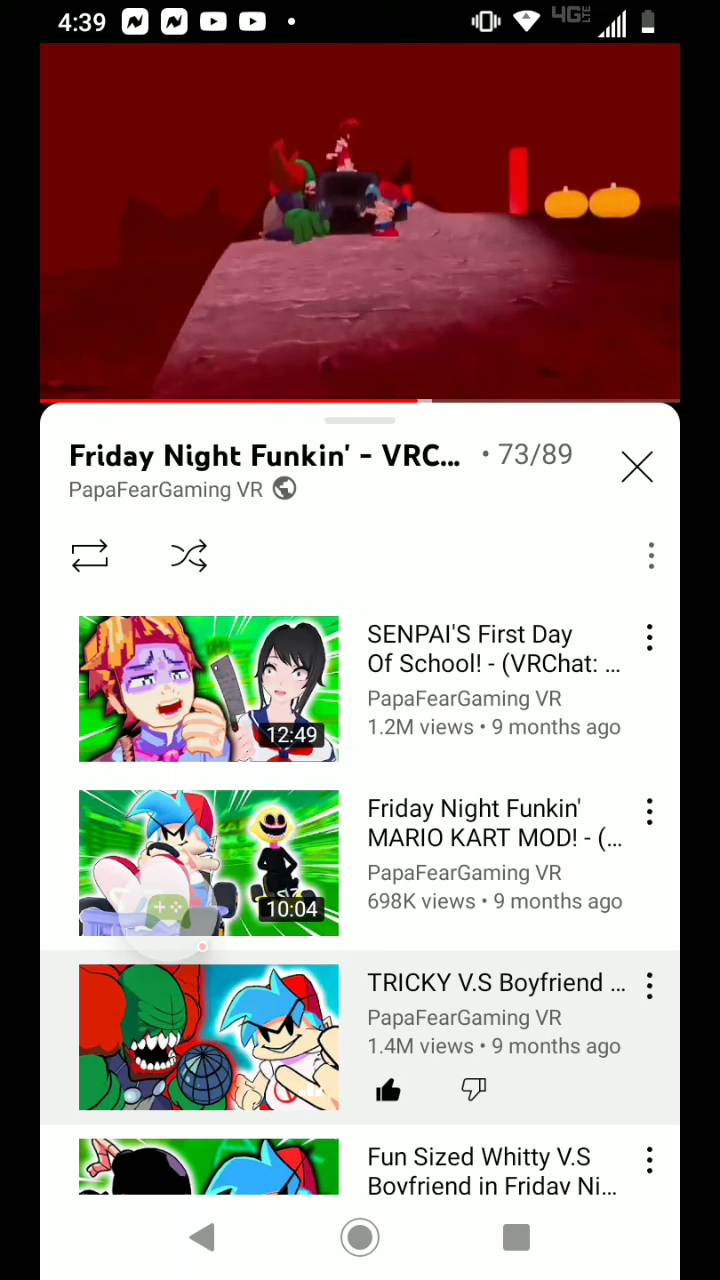 4:39
4G LTE
Friday Night Funkin' - VRC... • 73/89
PapaFearGaming VR
SENPAI'S First Day
Of School! - (VRChat: ...
PapaFearGaming VR
1.2M views • 9 months ago
12:49
Friday Night Funkin'
MARIO KART MOD! - (...
PapaFearGaming VR
698K views • 9 months ago
10:04
TRICKY V.S Boyfriend ...
PapaFearGaming VR
1.4M views • 9 months ago
Fun Sized Whitty V.S
Boyfriend in Friday Ni...